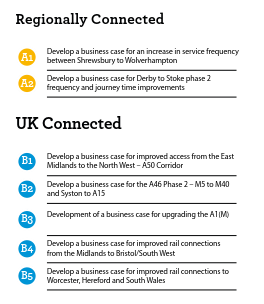 Regionally Connected
A1 Develop a business case for an increase in service frequency
between Shrewsbury to Wolverhampton
A2 Develop a business case for Derby to Stoke phase 2
frequency and journey time improvements
UK Connected
B1 Develop a business case for improved access from the East
Midlands to the North West – A50 Corridor
B2 Develop a business case for the A46 Phase 2 – M5 to M40
and Syston to A15
B3 Development of a business case for upgrading the A1(M)
B4 Develop a business case for improved rail connections
from the Midlands to Bristol/South West
B5 Develop a business case for improved rail connections to
Worcester, Hereford and South Wales